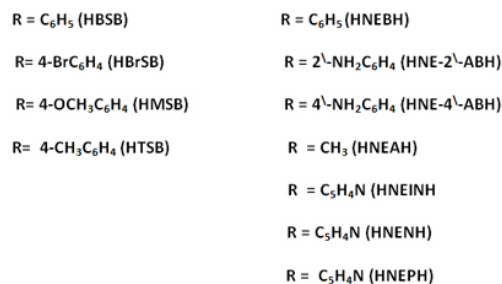 R = C₆H₅ (HBSB)
R= 4-BrC₆H₄ (HBrSB)
R= 4-OCH₃C₆H₄ (HMSB)
R= 4-CH₃C₆H₄ (HTSB)
R = C₆H₅ (HNEBH)
R = 2\-NH₂C₆H₄ (HNE-2\-ABH)
R = 4\-NH₂C₆H₄ (HNE-4\-ABH)
R = CH₃ (HNEAH)
R = C₅H₄N (HNEINH
R = C₅H₄N (HNENH)
R = C₅H₄N (HNEPH)